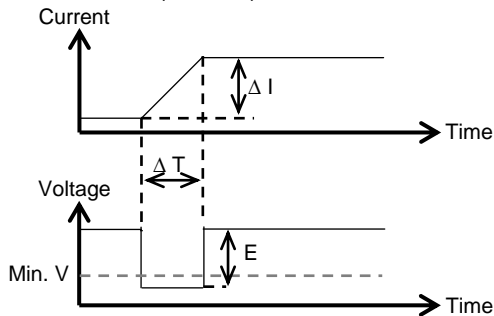 Current
Δ I
Time
Δ T
Voltage
E
Min. V
Time